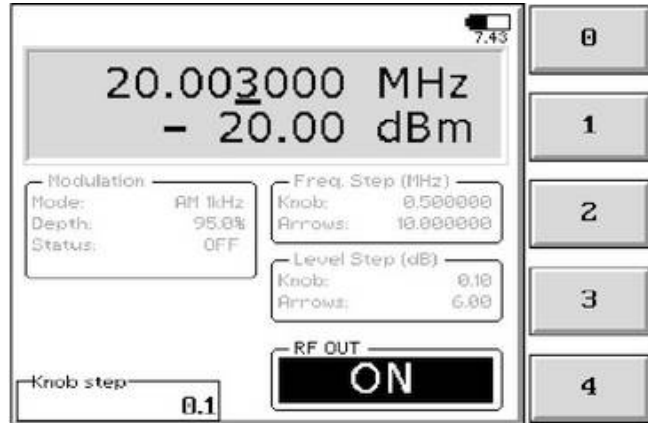 7.43
20.003000 MHz
- 20.00 dBm
Modulation
Mode: AM 1kHz
Depth: 95.0%
Status: OFF
Freq. Step (MHz)
Knob: 0.500000
Arrows: 10.000000
Level Step (dB)
Knob: 0.10
Arrows: 6.00
RF OUT
ON
Knob step
0.1
0
1
2
3
4